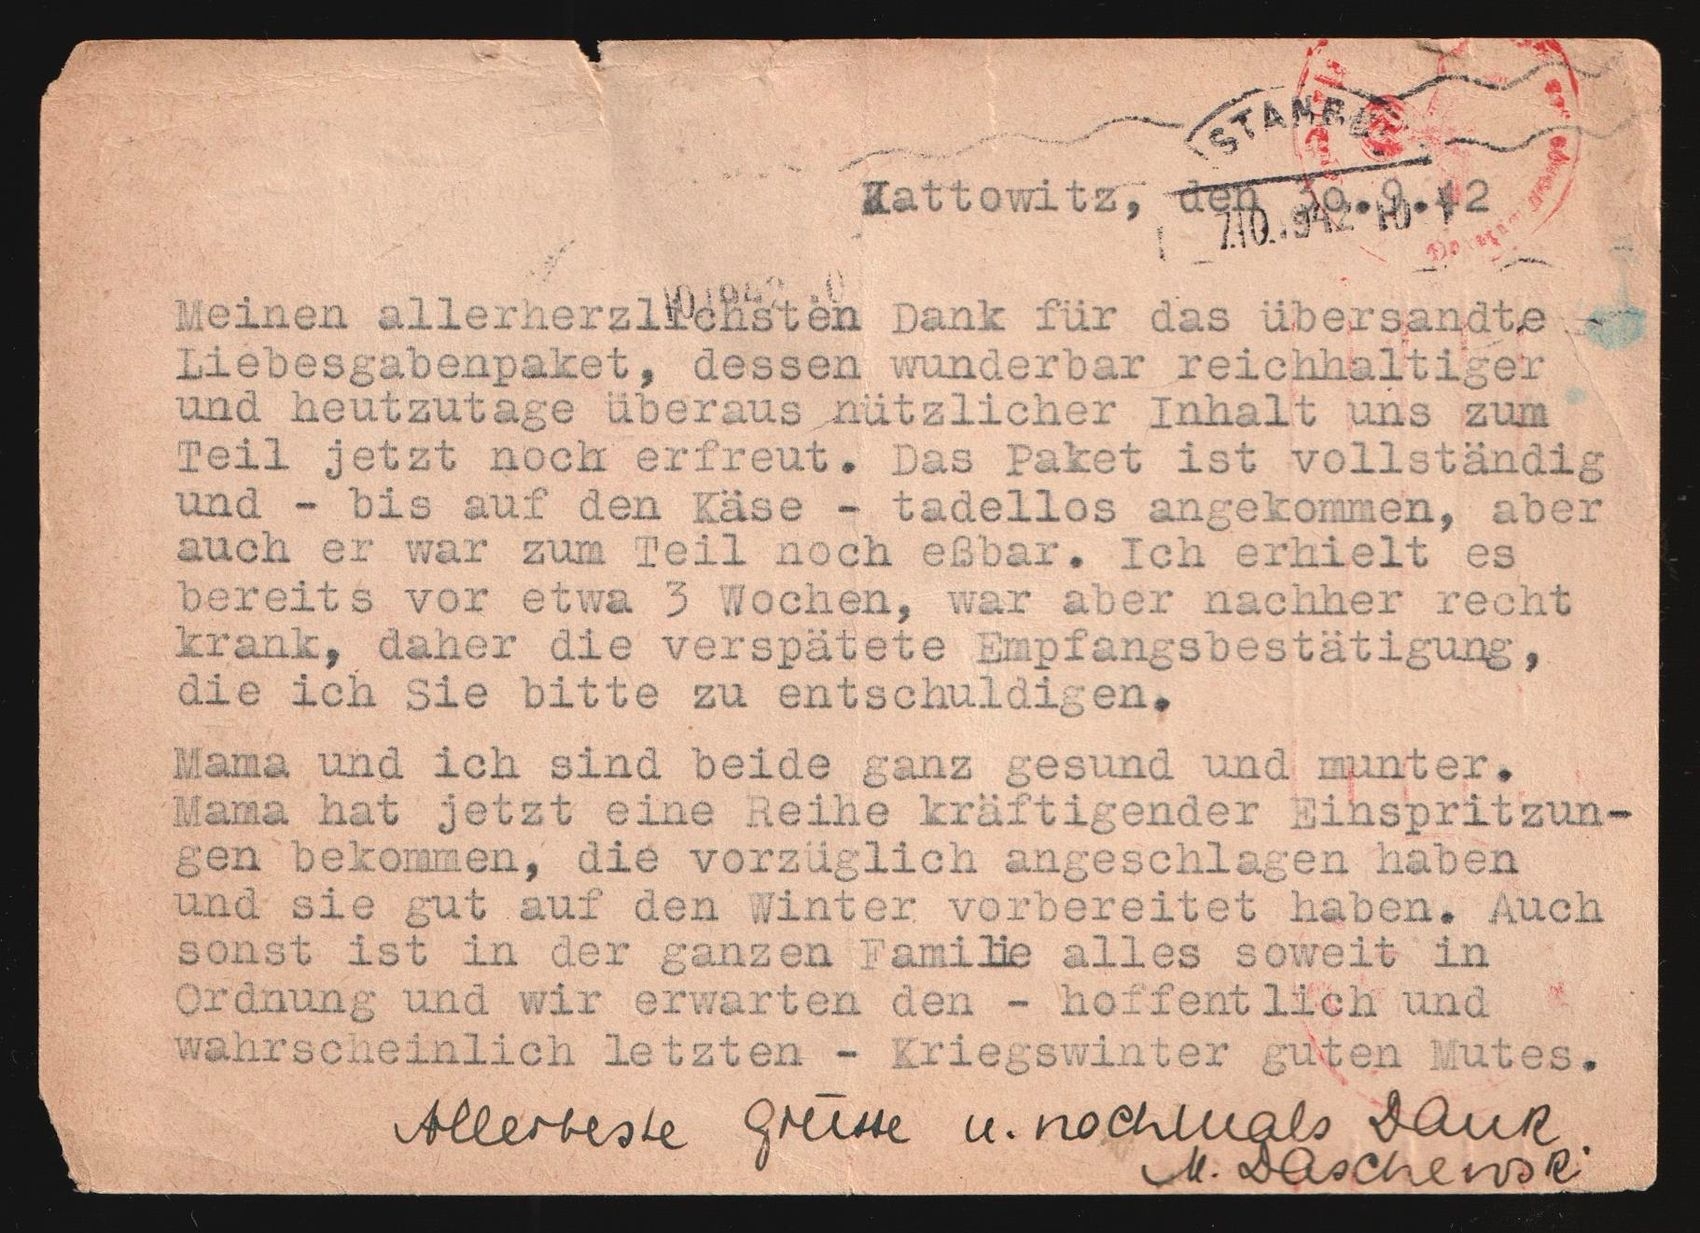 STANBU
Kattowitz, den 30.9.42
7.10.1942 10
10.1942 .0
Meinen allerherzlichsten Dank für das übersandte
Liebesgabenpaket, dessen wunderbar reichhaltiger
und heutzutage überaus nützlicher Inhalt uns zum
Teil jetzt noch erfreut. Das Paket ist vollständig
und - bis auf den Käse - tadellos angekommen, aber
auch er war zum Teil noch eßbar. Ich erhielt es
bereits vor etwa 3 Wochen, war aber nachher recht
krank, daher die verspätete Empfangsbestätigung,
die ich Sie bitte zu entschuldigen.
Mama und ich sind beide ganz gesund und munter.
Mama hat jetzt eine Reihe kräftigender Einspritzun-
gen bekommen, die vorzüglich angeschlagen haben
und sie gut auf den Winter vorbereitet haben. Auch
sonst ist in der ganzen Familie alles soweit in
Ordnung und wir erwarten den - hoffentlich und
wahrscheinlich letzten - Kriegswinter guten Mutes.
Allerbeste Grüsse u. nochmals Dank
M. Daschewski